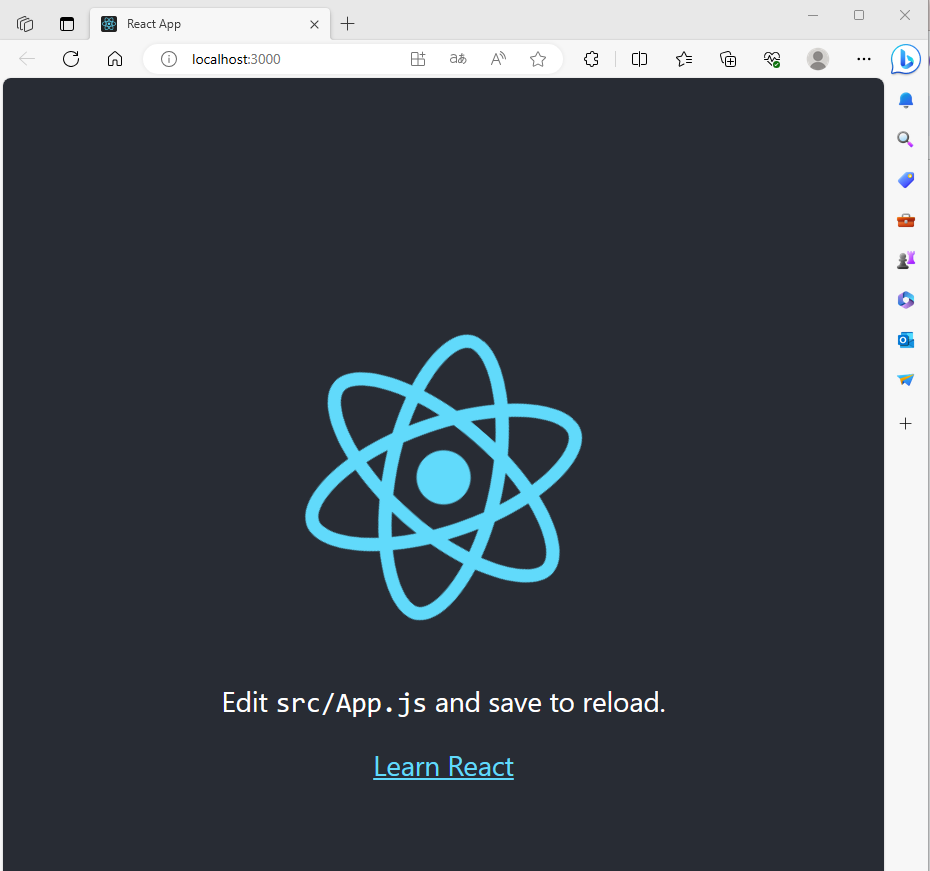 React App
localhost:3000
Edit src/App.js and save to reload.
Learn React